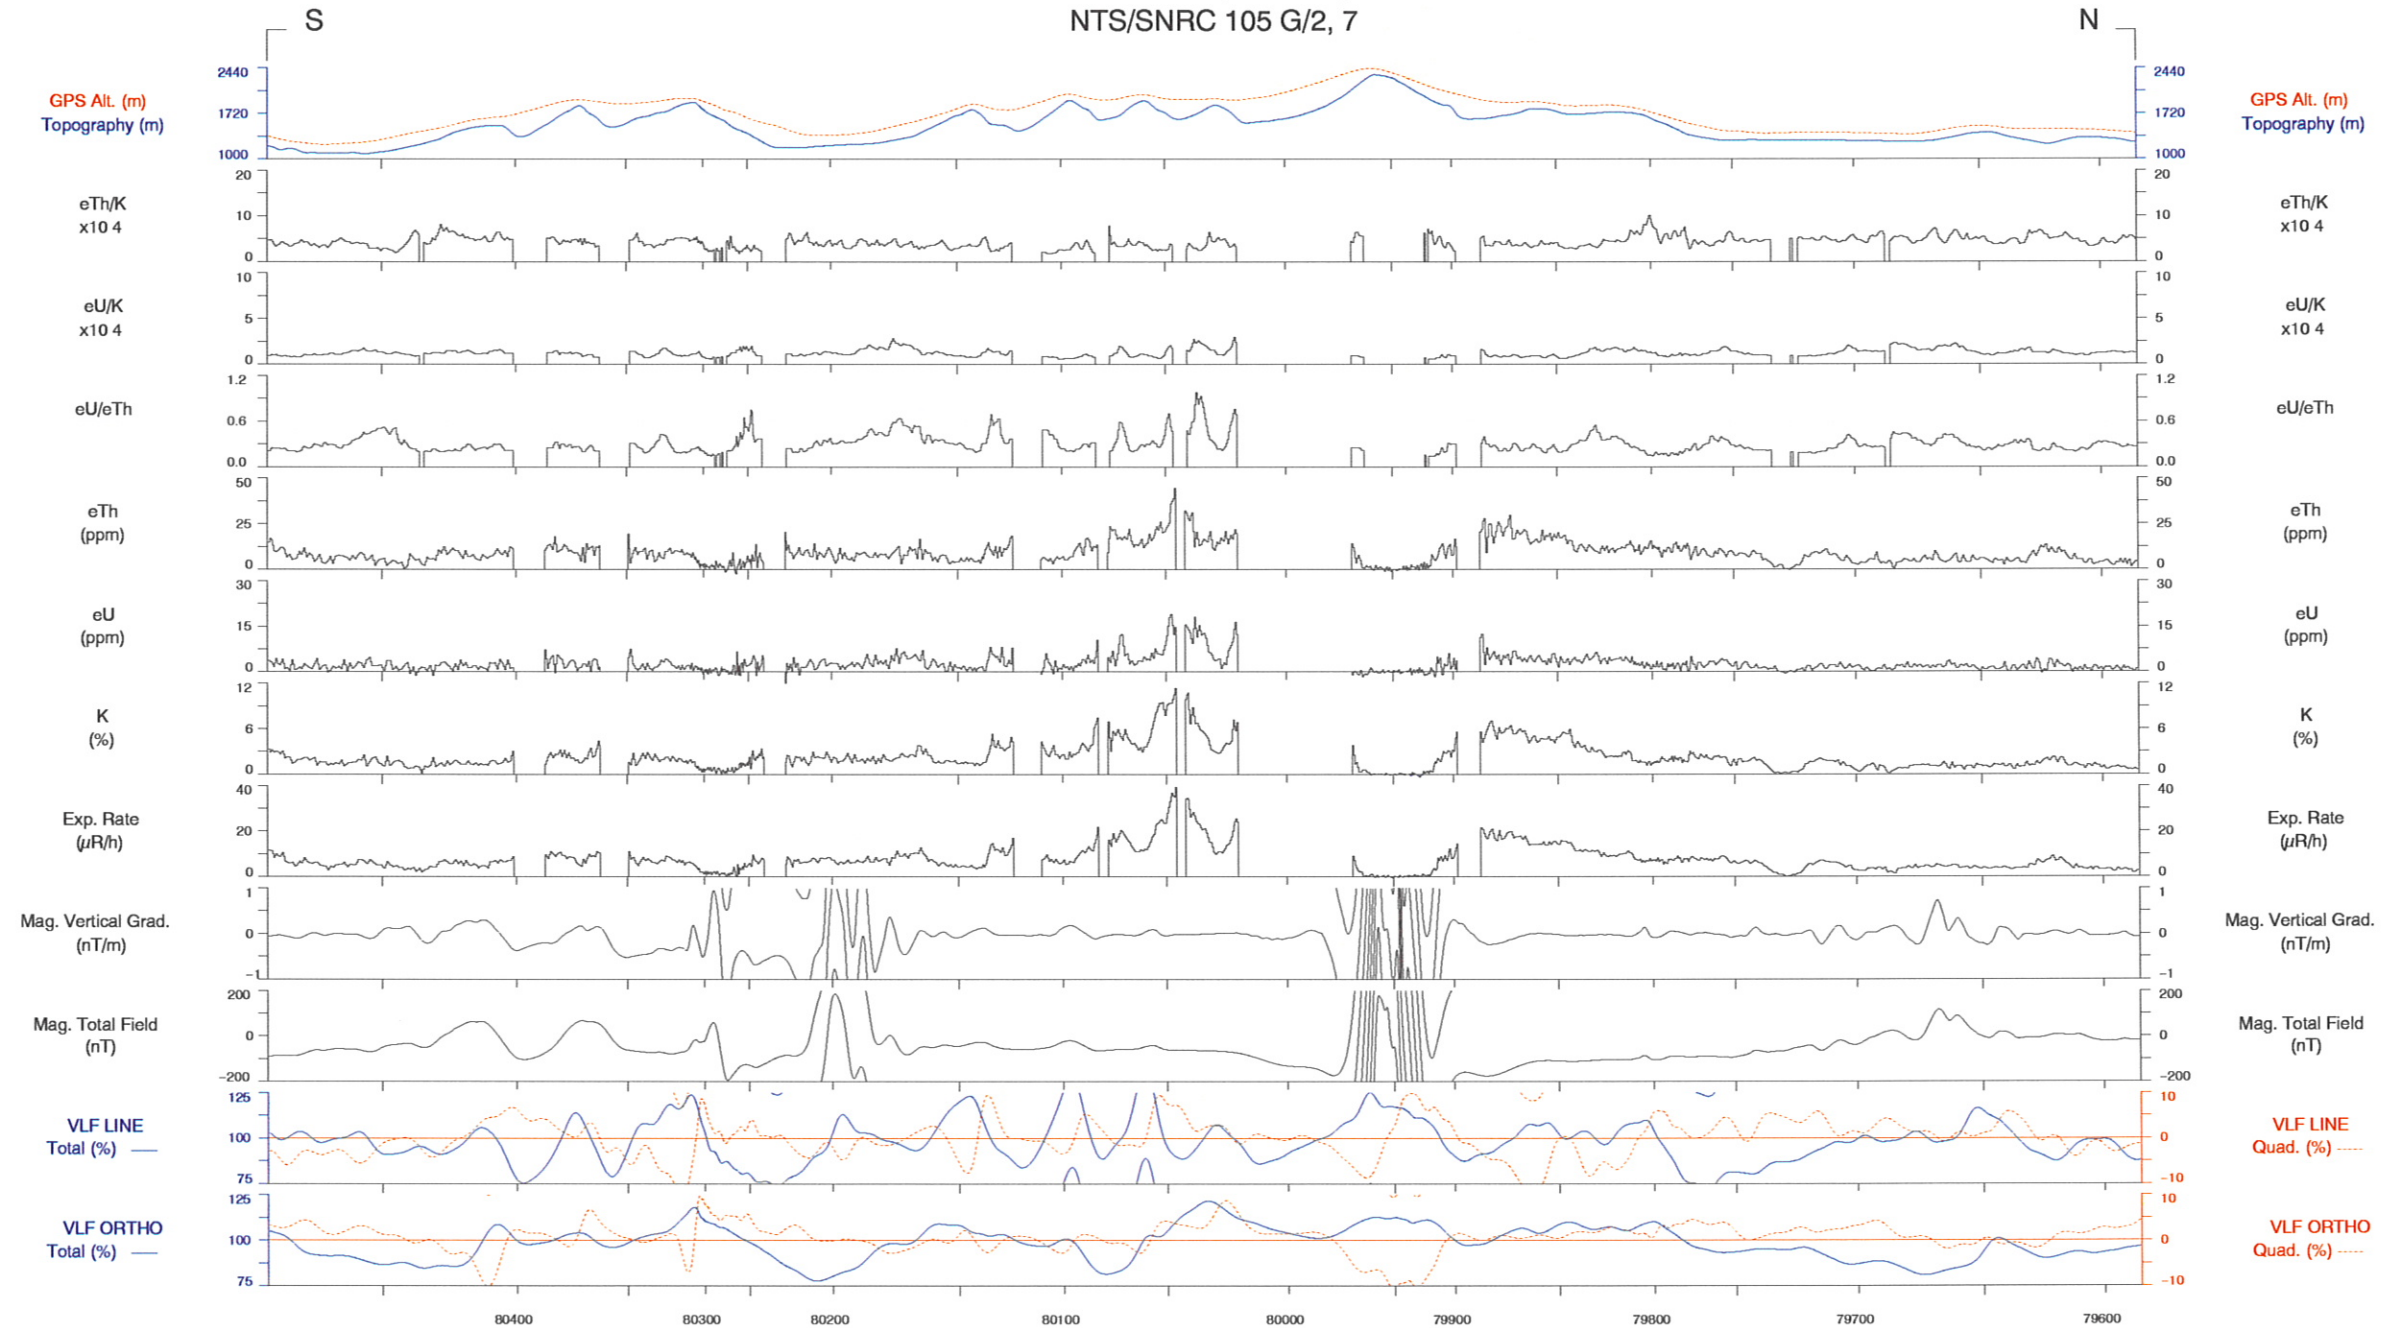 S NTS/SNRC 105 G/2, 7 N
GPS Alt. (m) 2440 2440 GPS Alt. (m)
Topography (m) 1720 1720 Topography (m)
1000 1000
eTh/K 20 20 eTh/K
x10 4 10 10 x10 4
0 0
eU/K 10 10 eU/K
x10 4 5 5 x10 4
0 0
eU/eTh 1.2 1.2 eU/eTh
0.6 0.6
0.0 0.0
eTh 50 50 eTh
(ppm) 25 25 (ppm)
0 0
eU 30 30 eU
(ppm) 15 15 (ppm)
0 0
K 12 12 K
(%) 6 6 (%)
0 0
Exp. Rate 40 40 Exp. Rate
(µR/h) 20 20 (µR/h)
0 0
Mag. Vertical Grad. 1 1 Mag. Vertical Grad.
(nT/m) 0 0 (nT/m)
-1 -1
Mag. Total Field 200 200 Mag. Total Field
(nT) 0 0 (nT)
-200 -200
VLF LINE 125 10 VLF LINE
Total (%) 100 0 Quad. (%)
75 -10
VLF ORTHO 125 10 VLF ORTHO
Total (%) 100 0 Quad. (%)
75 -10
80400 80300 80200 80100 80000 79900 79800 79700 79600